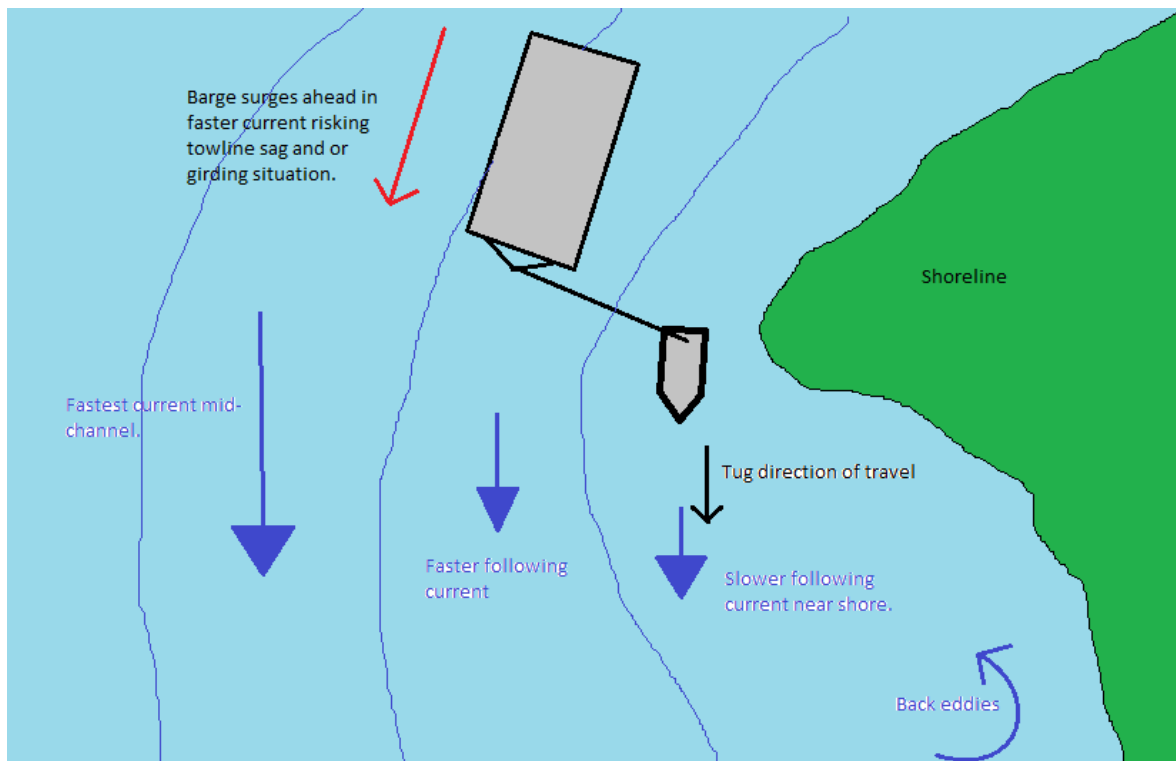 Barge surges ahead in
faster current risking
towline sag and or
girding situation.
Shoreline
Fastest current mid-
channel.
Tug direction of travel
Faster following
current
Slower following
current near shore.
Back eddies